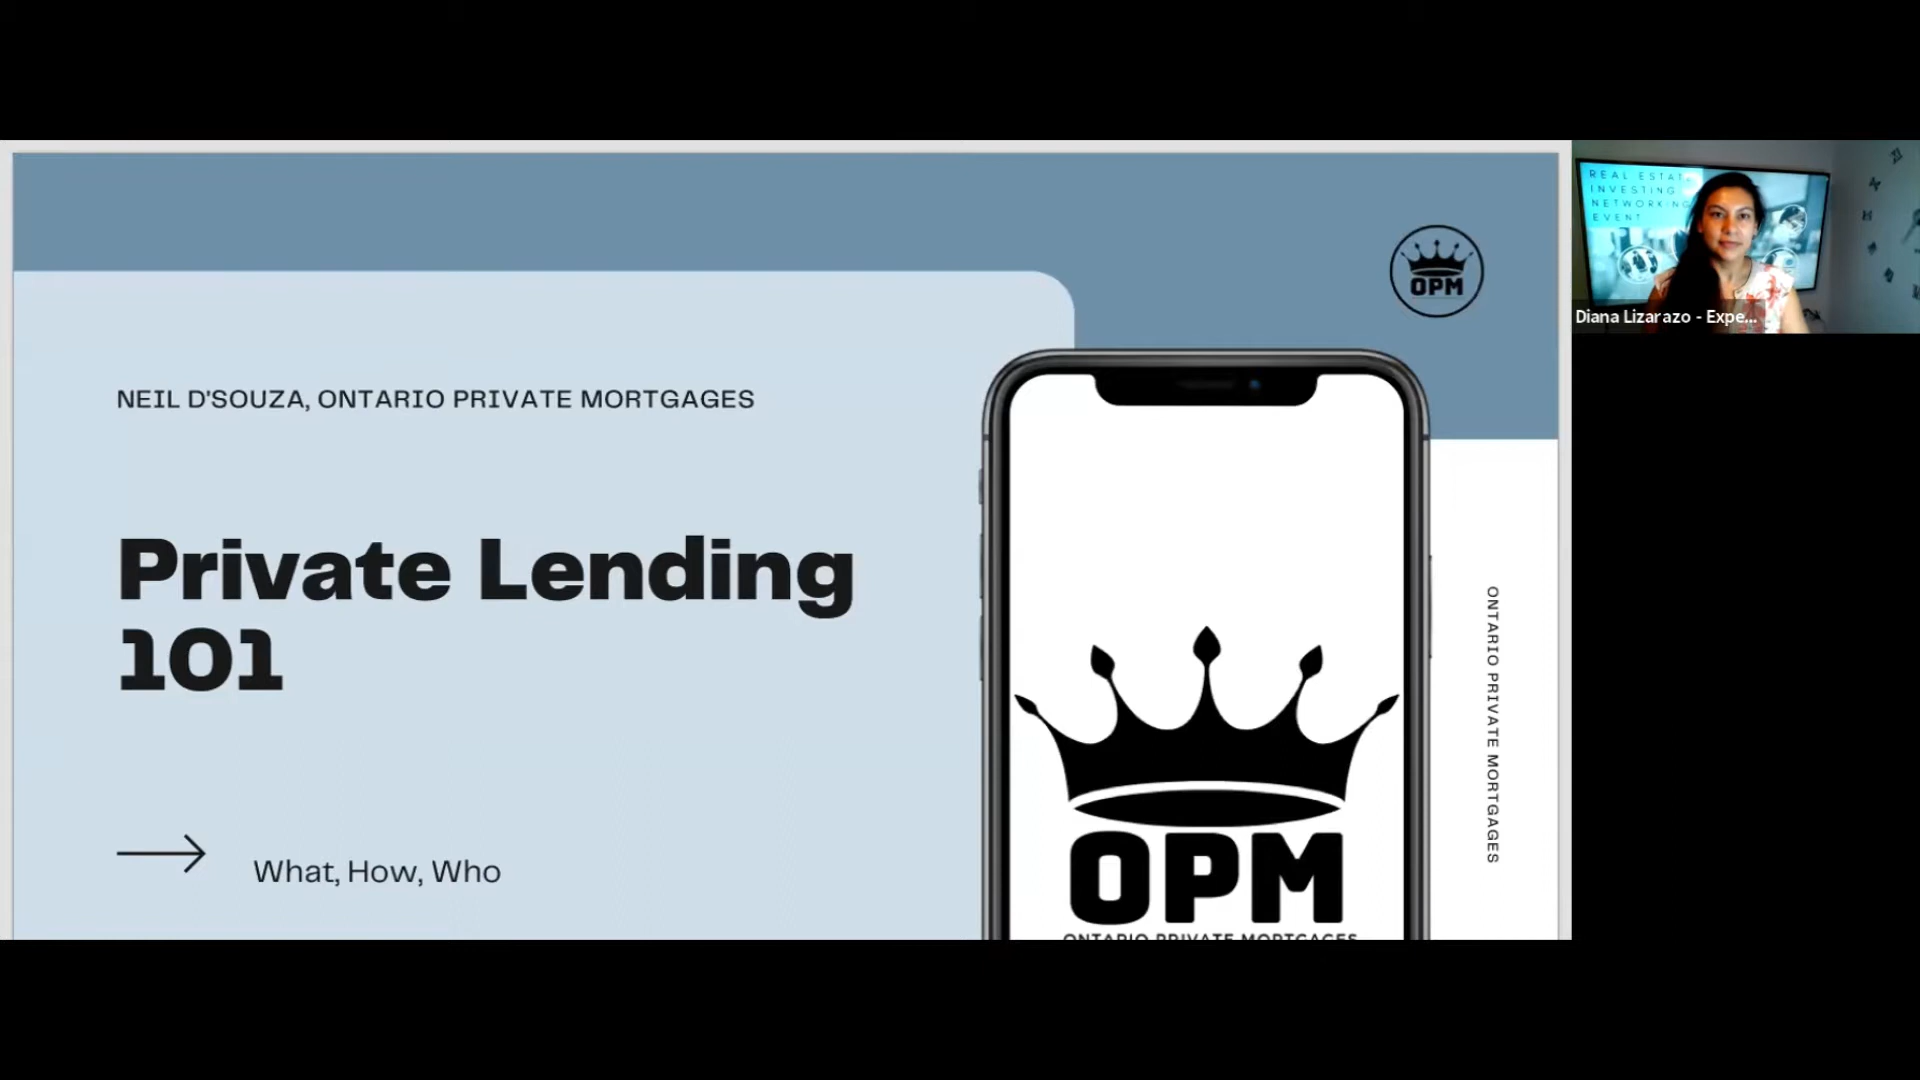 NEIL D'SOUZA, ONTARIO PRIVATE MORTGAGES
Private Lending
101
What, How, Who
OPM
OPM
ONTARIO PRIVATE MORTGAGES
ONTARIO PRIVATE MORTGAGES
REAL ESTATE
INVESTING
NETWORKING
EVENT
Diana Lizarazo - Expe...